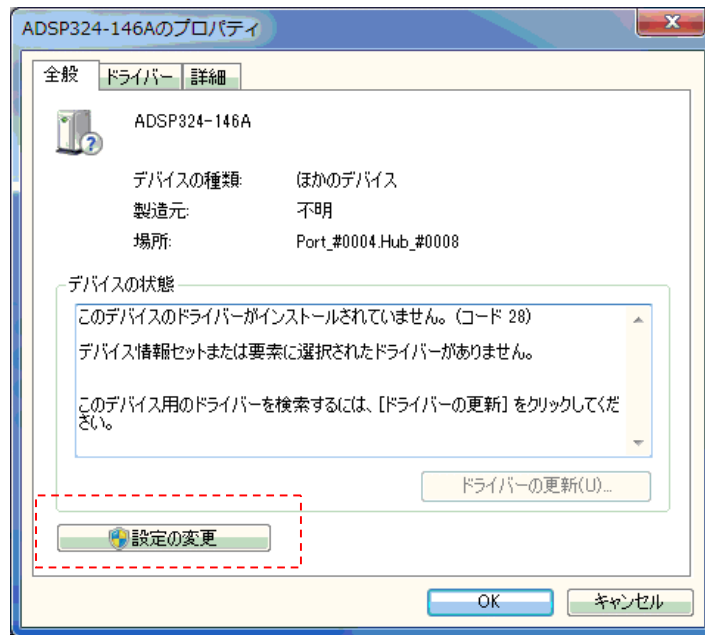 ADSP324-146Aのプロパティ
全般 ドライバー 詳細
ADSP324-146A
デバイスの種類: ほかのデバイス
製造元: 不明
場所: Port_#0004.Hub_#0008
デバイスの状態
このデバイスのドライバーがインストールされていません。(コード 28)
デバイス情報セットまたは要素に選択されたドライバーがありません。
このデバイス用のドライバーを検索するには、[ドライバーの更新] をクリックしてくだ
さい。
ドライバーの更新(U)...
設定の変更
OK キャンセル